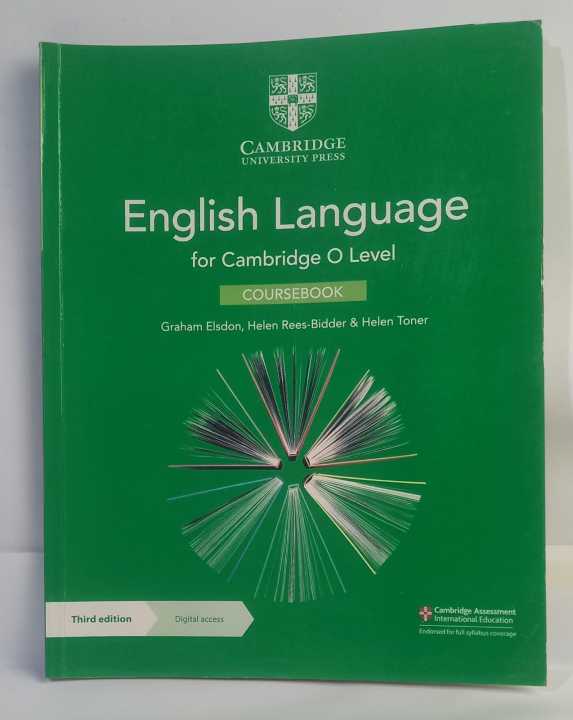 CAMBRIDGE
UNIVERSITY PRESS
English Language
for Cambridge O Level
COURSEBOOK
Graham Elsdon, Helen Rees-Bidder & Helen Toner
Third edition
Digital access
Cambridge Assessment
International Education
Endorsed for full syllabus coverage